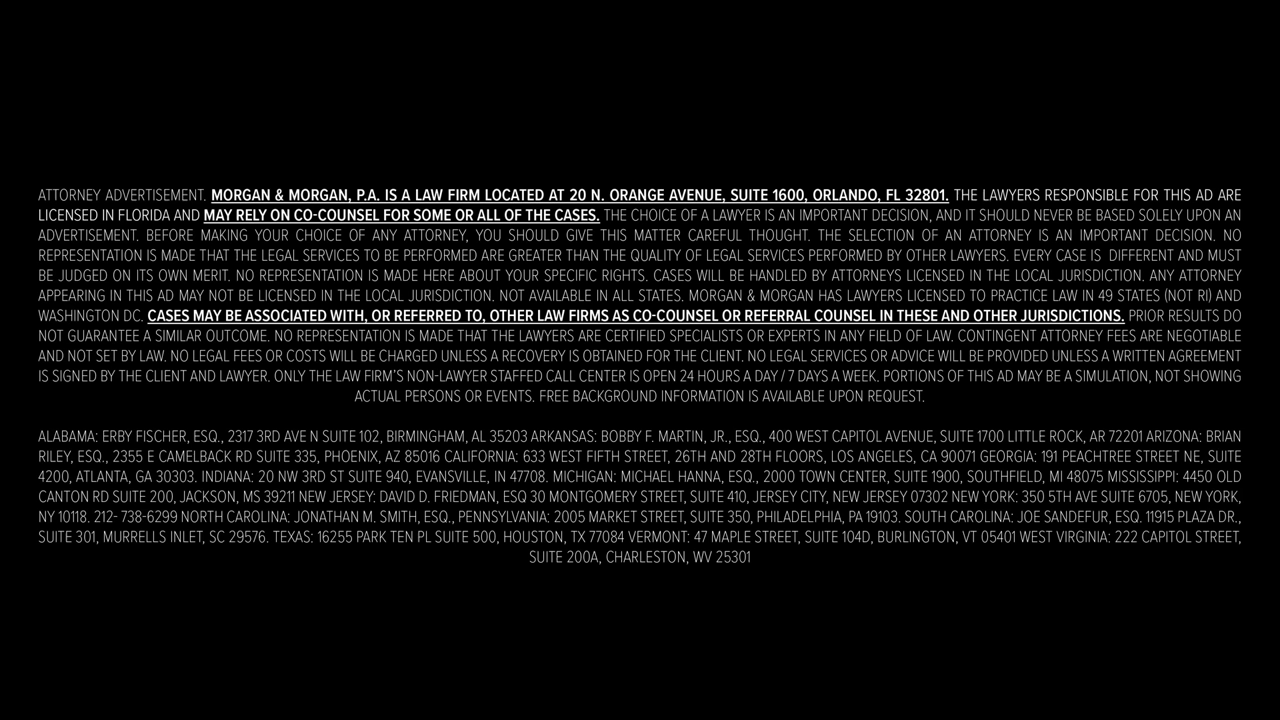 ATTORNEY ADVERTISEMENT. MORGAN & MORGAN, P.A. IS A LAW FIRM LOCATED AT 20 N. ORANGE AVENUE, SUITE 1600, ORLANDO, FL 32801. THE LAWYERS RESPONSIBLE FOR THIS AD ARE
LICENSED IN FLORIDA AND MAY RELY ON CO-COUNSEL FOR SOME OR ALL OF THE CASES. THE CHOICE OF A LAWYER IS AN IMPORTANT DECISION, AND IT SHOULD NEVER BE BASED SOLELY UPON AN
ADVERTISEMENT. BEFORE MAKING YOUR CHOICE OF ANY ATTORNEY, YOU SHOULD GIVE THIS MATTER CAREFUL THOUGHT. THE SELECTION OF AN ATTORNEY IS AN IMPORTANT DECISION. NO
REPRESENTATION IS MADE THAT THE LEGAL SERVICES TO BE PERFORMED ARE GREATER THAN THE QUALITY OF LEGAL SERVICES PERFORMED BY OTHER LAWYERS. EVERY CASE IS DIFFERENT AND MUST
BE JUDGED ON ITS OWN MERIT. NO REPRESENTATION IS MADE HERE ABOUT YOUR SPECIFIC RIGHTS. CASES WILL BE HANDLED BY ATTORNEYS LICENSED IN THE LOCAL JURISDICTION. ANY ATTORNEY
APPEARING IN THIS AD MAY NOT BE LICENSED IN THE LOCAL JURISDICTION. NOT AVAILABLE IN ALL STATES. MORGAN & MORGAN HAS LAWYERS LICENSED TO PRACTICE LAW IN 49 STATES (NOT RI) AND
WASHINGTON DC. CASES MAY BE ASSOCIATED WITH, OR REFERRED TO, OTHER LAW FIRMS AS CO-COUNSEL OR REFERRAL COUNSEL IN THESE AND OTHER JURISDICTIONS. PRIOR RESULTS DO
NOT GUARANTEE A SIMILAR OUTCOME. NO REPRESENTATION IS MADE THAT THE LAWYERS ARE CERTIFIED SPECIALISTS OR EXPERTS IN ANY FIELD OF LAW. CONTINGENT ATTORNEY FEES ARE NEGOTIABLE
AND NOT SET BY LAW. NO LEGAL FEES OR COSTS WILL BE CHARGED UNLESS A RECOVERY IS OBTAINED FOR THE CLIENT. NO LEGAL SERVICES OR ADVICE WILL BE PROVIDED UNLESS A WRITTEN AGREEMENT
IS SIGNED BY THE CLIENT AND LAWYER. ONLY THE LAW FIRM'S NON-LAWYER STAFFED CALL CENTER IS OPEN 24 HOURS A DAY / 7 DAYS A WEEK. PORTIONS OF THIS AD MAY BE A SIMULATION, NOT SHOWING
ACTUAL PERSONS OR EVENTS. FREE BACKGROUND INFORMATION IS AVAILABLE UPON REQUEST.
ALABAMA: ERBY FISCHER, ESQ., 2317 3RD AVE N SUITE 102, BIRMINGHAM, AL 35203 ARKANSAS: BOBBY F. MARTIN, JR., ESQ., 400 WEST CAPITOL AVENUE, SUITE 1700 LITTLE ROCK, AR 72201 ARIZONA: BRIAN
RILEY, ESQ., 2355 E CAMELBACK RD SUITE 335, PHOENIX, AZ 85016 CALIFORNIA: 633 WEST FIFTH STREET, 26TH AND 28TH FLOORS, LOS ANGELES, CA 90071 GEORGIA: 191 PEACHTREE STREET NE, SUITE
4200, ATLANTA, GA 30303. INDIANA: 20 NW 3RD ST SUITE 940, EVANSVILLE, IN 47708. MICHIGAN: MICHAEL HANNA, ESQ., 2000 TOWN CENTER, SUITE 1900, SOUTHFIELD, MI 48075 MISSISSIPPI: 4450 OLD
CANTON RD SUITE 200, JACKSON, MS 39211 NEW JERSEY: DAVID D. FRIEDMAN, ESQ 30 MONTGOMERY STREET, SUITE 410, JERSEY CITY, NEW JERSEY 07302 NEW YORK: 350 5TH AVE SUITE 6705, NEW YORK,
NY 10118. 212- 738-6299 NORTH CAROLINA: JONATHAN M. SMITH, ESQ., PENNSYLVANIA: 2005 MARKET STREET, SUITE 350, PHILADELPHIA, PA 19103. SOUTH CAROLINA: JOE SANDEFUR, ESQ. 11915 PLAZA DR.,
SUITE 301, MURRELLS INLET, SC 29576. TEXAS: 16255 PARK TEN PL SUITE 500, HOUSTON, TX 77084 VERMONT: 47 MAPLE STREET, SUITE 104D, BURLINGTON, VT 05401 WEST VIRGINIA: 222 CAPITOL STREET,
SUITE 200A, CHARLESTON, WV 25301